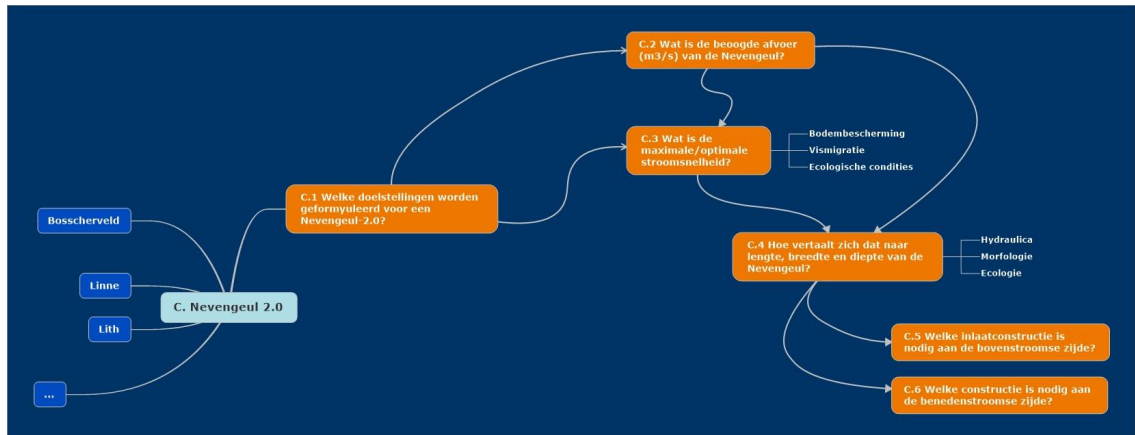 C.2 Wat is de beoogde afvoer
(m3/s) van de Nevengeul?
C.3 Wat is de
maximale/optimale
stroomsnelheid?
Bodembescherming
Vismigratie
Ecologische condities
C.1 Welke doelstellingen worden
geformyuleerd voor een
Nevengeul-2.0?
Bosscherveld
Linne
Lith
...
C. Nevengeul 2.0
C.4 Hoe vertaalt zich dat naar
lengte, breedte en diepte van de
Nevengeul?
Hydraulica
Morfologie
Ecologie
C.5 Welke inlaatconstructie is
nodig aan de bovenstroomse zijde?
C.6 Welke constructie is nodig aan
de benedenstroomse zijde?